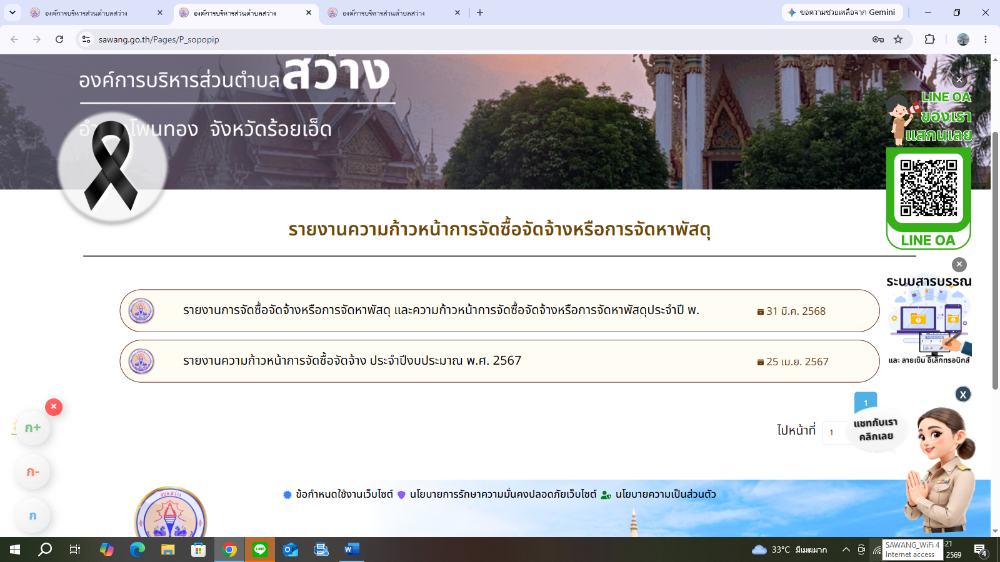 องค์การบริหารส่วนตำบลสว่าง
องค์การบริหารส่วนตำบลสว่าง
องค์การบริหารส่วนตำบลสว่าง
ขอความช่วยเหลือจาก Gemini
sawang.go.th/Pages/P_sopopip
องค์การบริหารส่วนตำบลสว่าง
โพนทอง จังหวัดร้อยเอ็ด
LINE OA
ของเรา
แสกนเลย
LINE OA
รายงานความก้าวหน้าการจัดซื้อจัดจ้างหรือการจัดหาพัสดุ
ระบบสารบรรณ
และ ลายเซ็น อิเล็กทรอนิกส์
รายงานการจัดซื้อจัดจ้างหรือการจัดหาพัสดุ และความก้าวหน้าการจัดซื้อจัดจ้างหรือการจัดหาพัสดุประจำปี พ.
31 มี.ค. 2568
รายงานความก้าวหน้าการจัดซื้อจัดจ้าง ประจำปีงบประมาณ พ.ศ. 2567
25 เม.ย. 2567
1
ไปหน้าที่ 1
แชทกับเรา
คลิกเลย
X
ก+
ก-
ก
อบต.สว่าง
ข้อกำหนดใช้งานเว็บไซต์ นโยบายการรักษาความมั่นคงปลอดภัยเว็บไซต์ นโยบายความเป็นส่วนตัว
33°C มีเมฆมาก
SAWANG_WiFi 4
Internet access
:21
2569
4